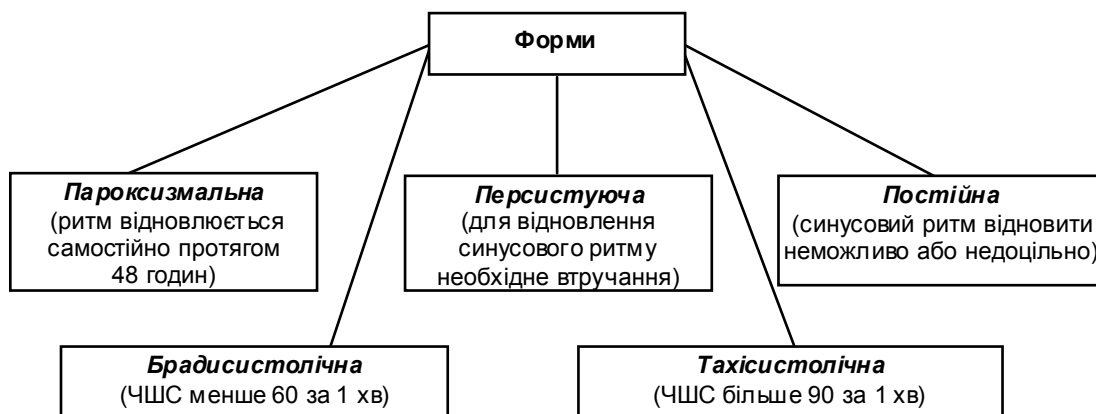 Форми
Пароксизмальна
(ритм відновлюється
самостійно протягом
48 годин)
Персистуюча
(для відновлення
синусового ритму
необхідне втручання)
Постійна
(синусовий ритм відновити
неможливо або недоцільно)
Брадисистолічна
(ЧШС менше 60 за 1 хв)
Тахісистолічна
(ЧШС більше 90 за 1 хв)